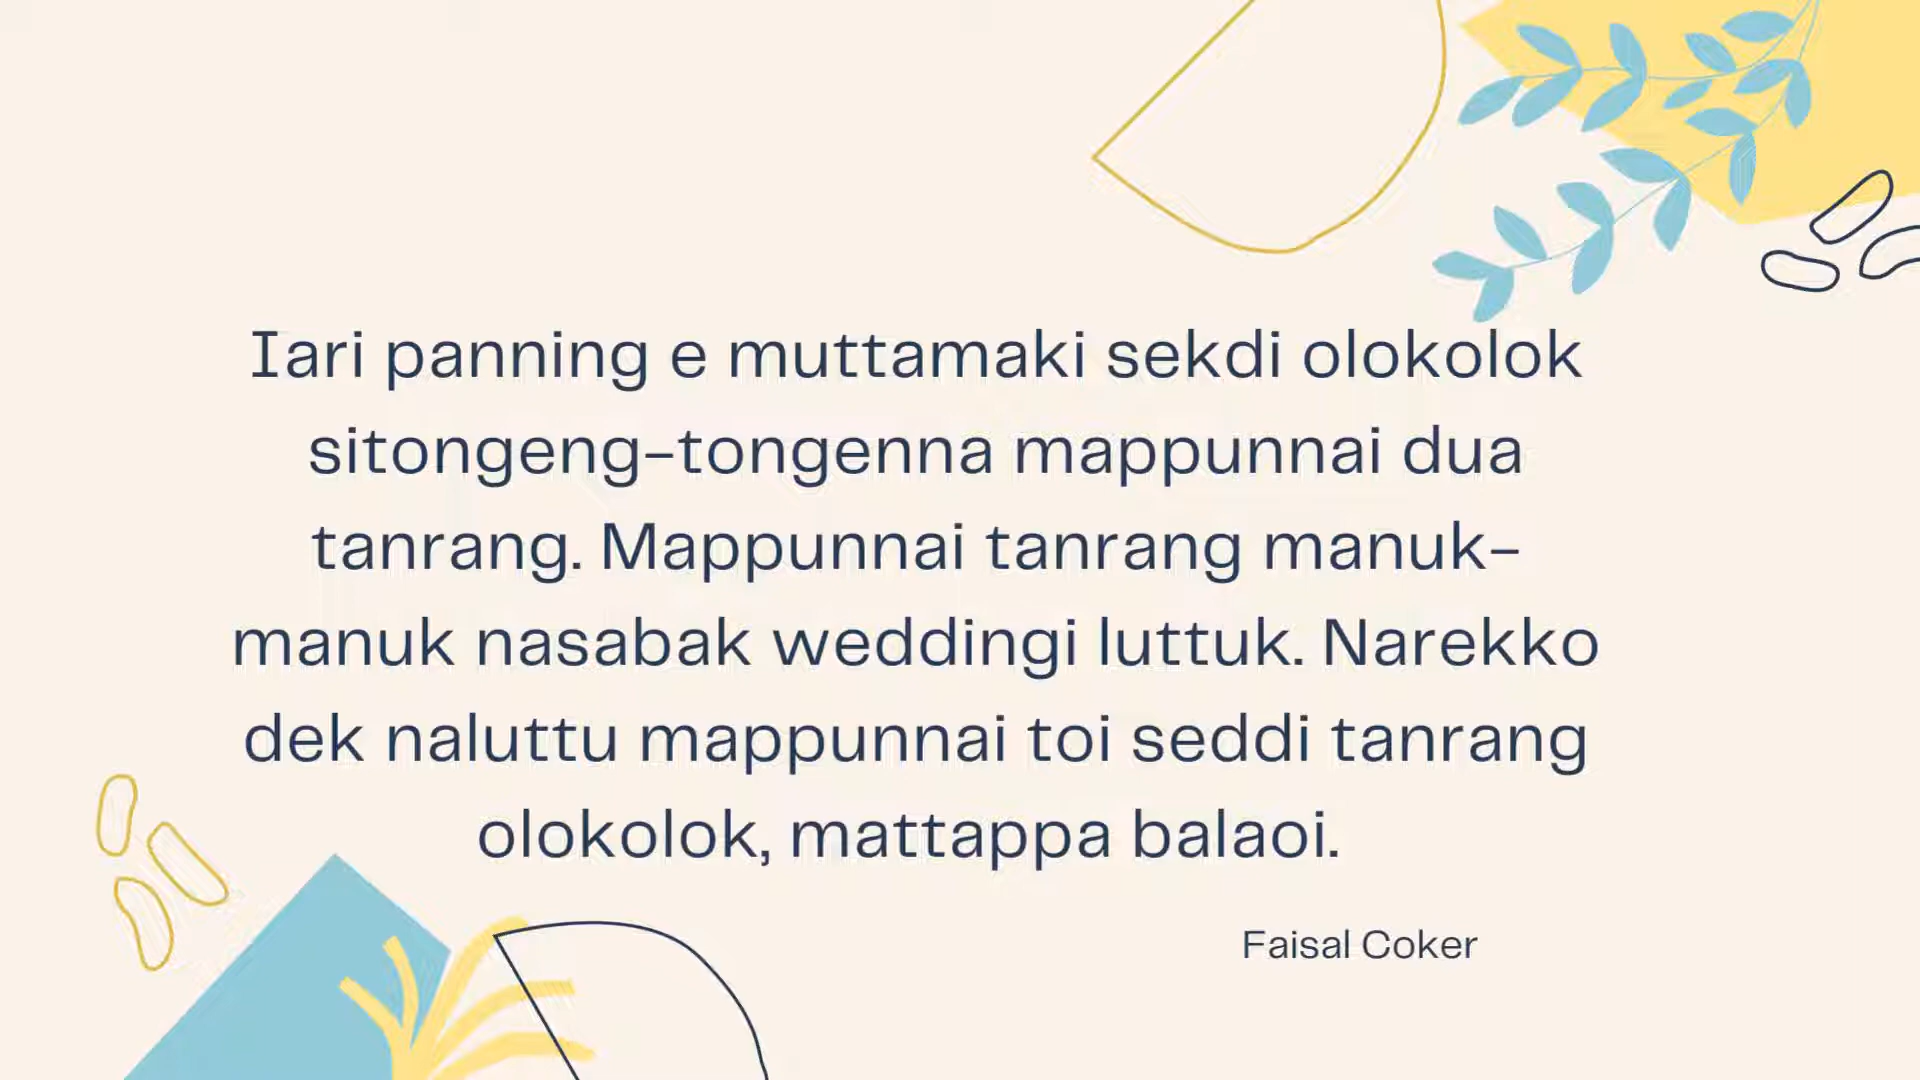 Iari panning e muttamaki sekdi olokolok
sitongeng-tongenna mappunnai dua
tanrang. Mappunnai tanrang manuk-
manuk nasabak weddingi luttuk. Narekko
dek naluttu mappunnai toi seddi tanrang
olokolok, mattappa balaoi.
Faisal Coker